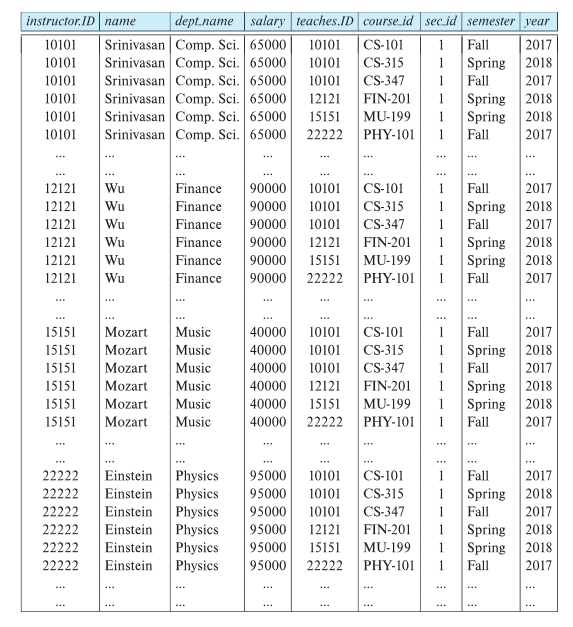 instructor.ID name dept_name salary teaches.ID course_id sec_id semester year
10101 Srinivasan Comp. Sci. 65000 10101 CS-101 1 Fall 2017
10101 Srinivasan Comp. Sci. 65000 10101 CS-315 1 Spring 2018
10101 Srinivasan Comp. Sci. 65000 10101 CS-347 1 Fall 2017
10101 Srinivasan Comp. Sci. 65000 12121 FIN-201 1 Spring 2018
10101 Srinivasan Comp. Sci. 65000 15151 MU-199 1 Spring 2018
10101 Srinivasan Comp. Sci. 65000 22222 PHY-101 1 Fall 2017
... ... ... ... ... ... ... ... ...
... ... ... ... ... ... ... ... ...
12121 Wu Finance 90000 10101 CS-101 1 Fall 2017
12121 Wu Finance 90000 10101 CS-315 1 Spring 2018
12121 Wu Finance 90000 10101 CS-347 1 Fall 2017
12121 Wu Finance 90000 12121 FIN-201 1 Spring 2018
12121 Wu Finance 90000 15151 MU-199 1 Spring 2018
12121 Wu Finance 90000 22222 PHY-101 1 Fall 2017
... ... ... ... ... ... ... ... ...
... ... ... ... ... ... ... ... ...
15151 Mozart Music 40000 10101 CS-101 1 Fall 2017
15151 Mozart Music 40000 10101 CS-315 1 Spring 2018
15151 Mozart Music 40000 10101 CS-347 1 Fall 2017
15151 Mozart Music 40000 12121 FIN-201 1 Spring 2018
15151 Mozart Music 40000 15151 MU-199 1 Spring 2018
15151 Mozart Music 40000 22222 PHY-101 1 Fall 2017
... ... ... ... ... ... ... ... ...
... ... ... ... ... ... ... ... ...
22222 Einstein Physics 95000 10101 CS-101 1 Fall 2017
22222 Einstein Physics 95000 10101 CS-315 1 Spring 2018
22222 Einstein Physics 95000 10101 CS-347 1 Fall 2017
22222 Einstein Physics 95000 12121 FIN-201 1 Spring 2018
22222 Einstein Physics 95000 15151 MU-199 1 Spring 2018
22222 Einstein Physics 95000 22222 PHY-101 1 Fall 2017
... ... ... ... ... ... ... ... ...
... ... ... ... ... ... ... ... ...